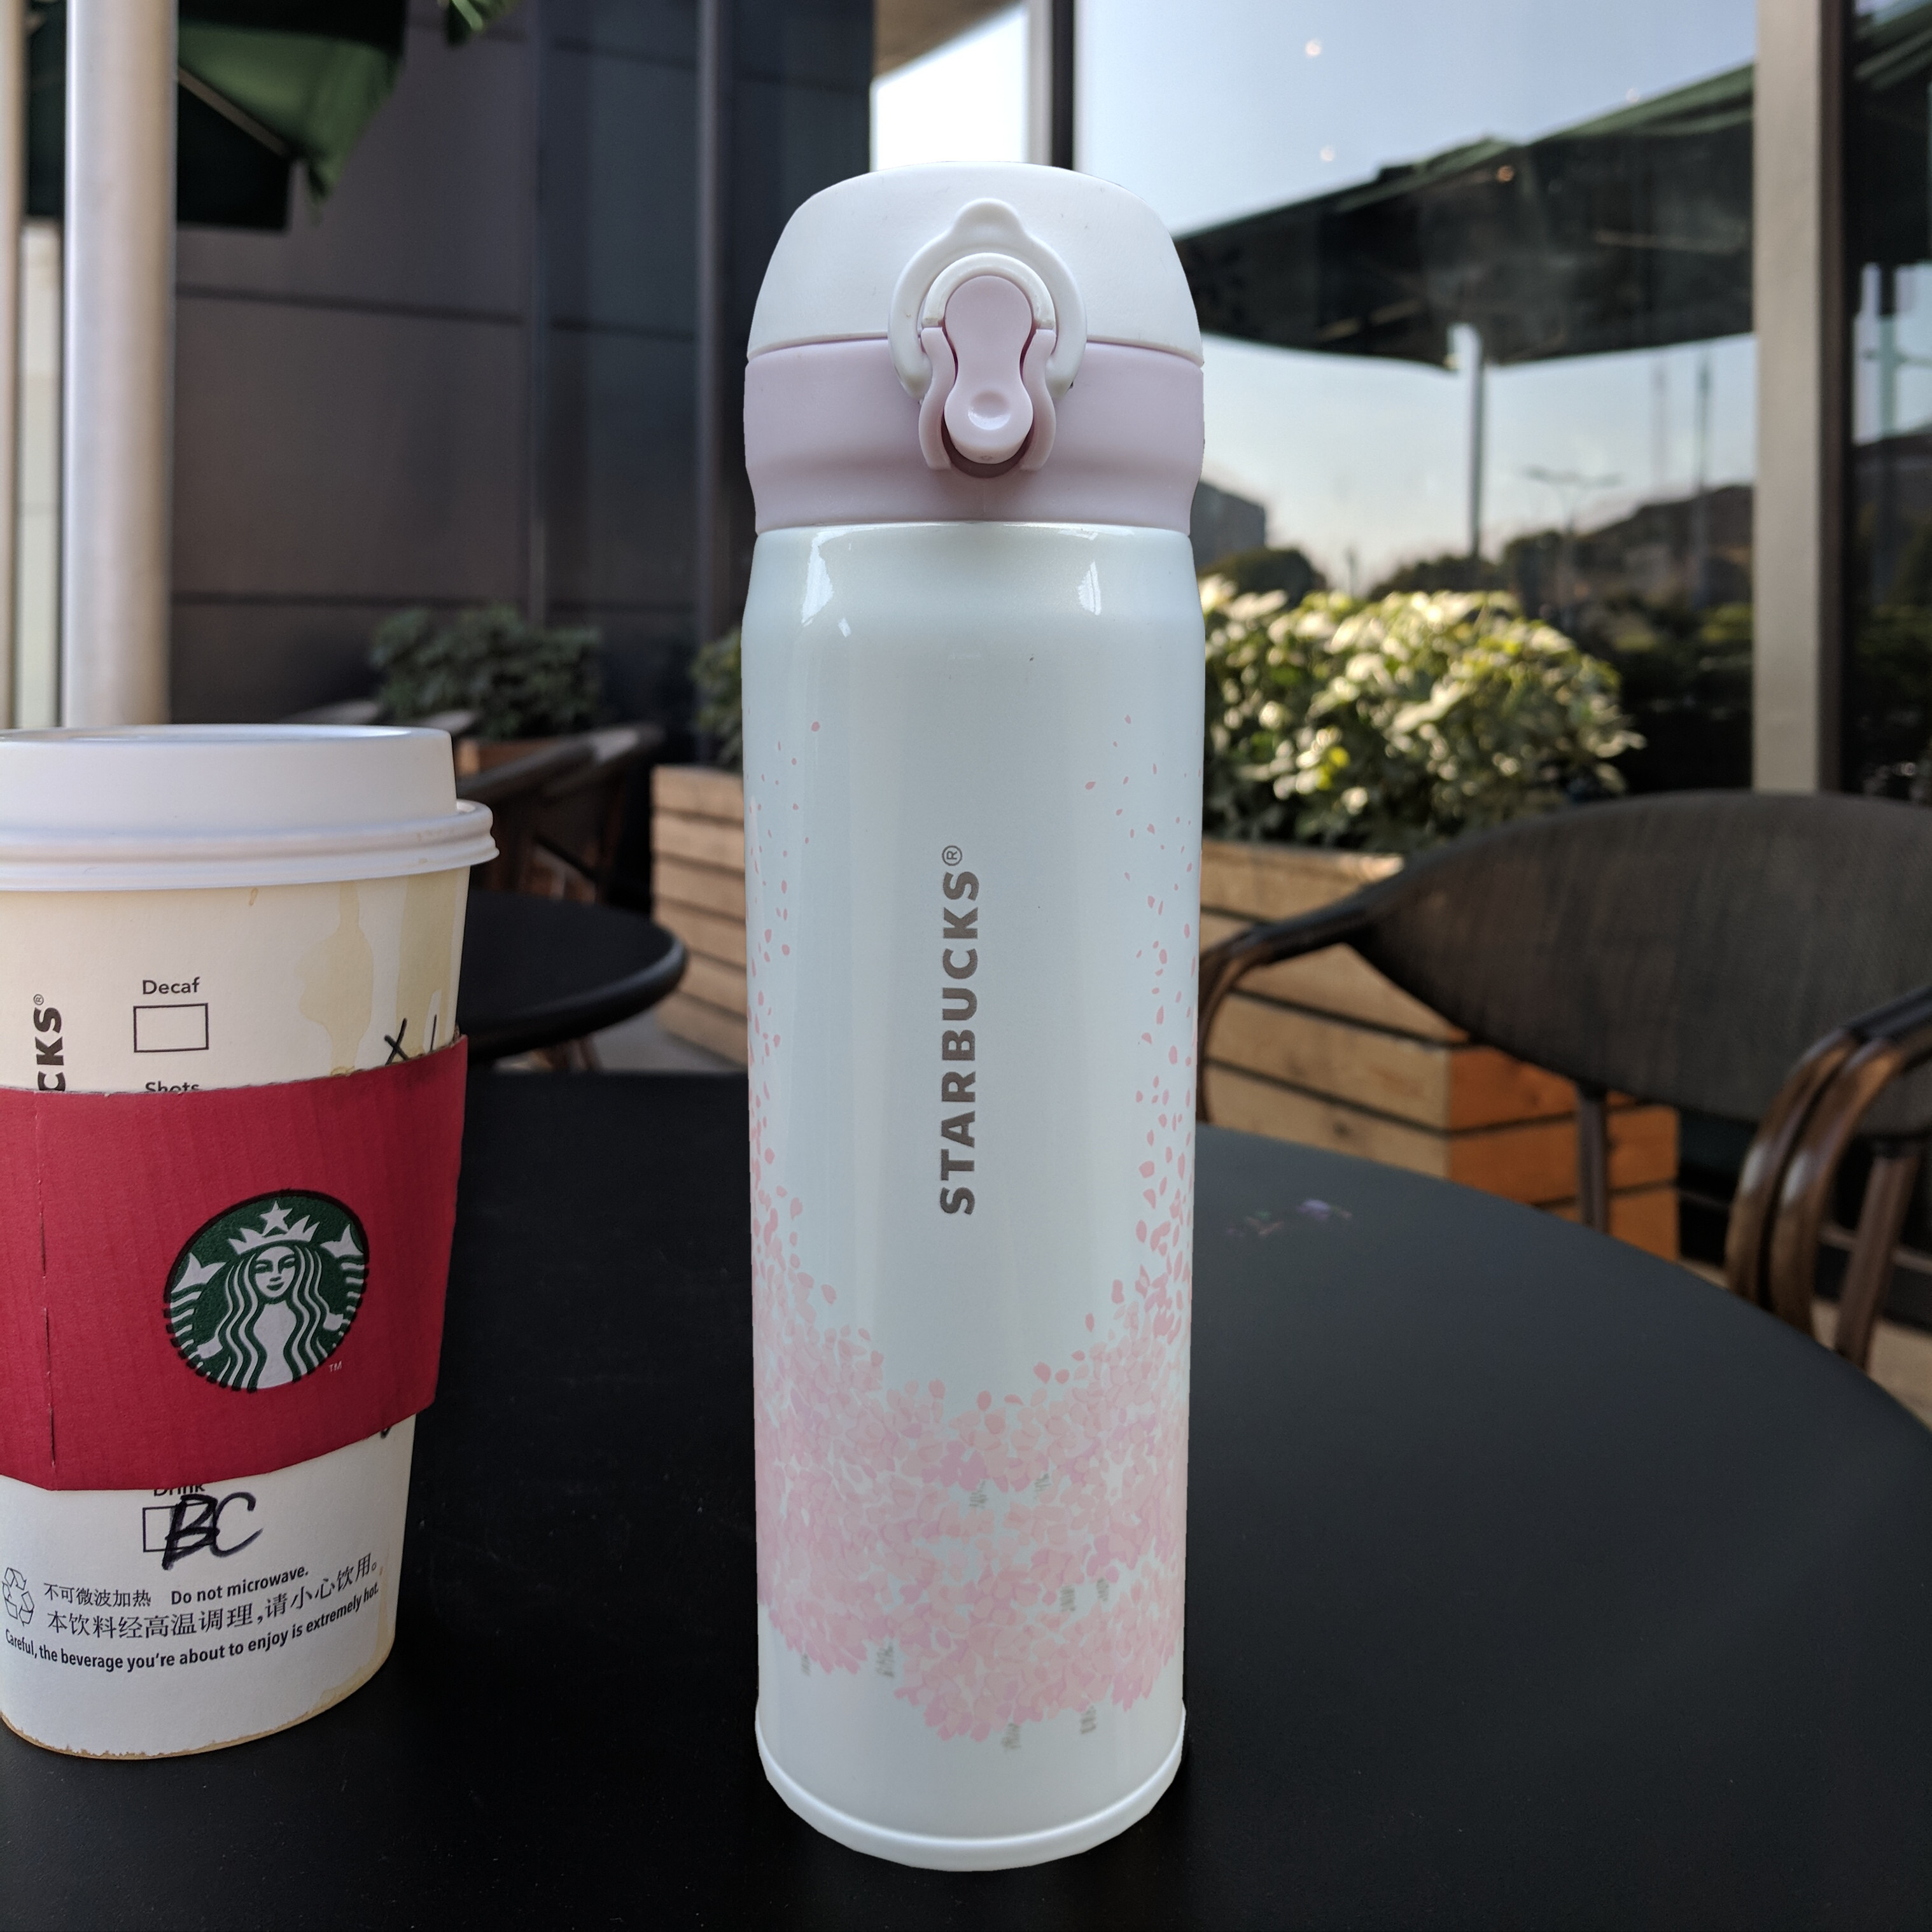 Decaf
CKS®
Shots
X
Drink
BC
不可微波加热 Do not microwave.
本饮料经高温调理,请小心饮用。
Careful, the beverage you're about to enjoy is extremely hot.
TM
STARBUCKS®